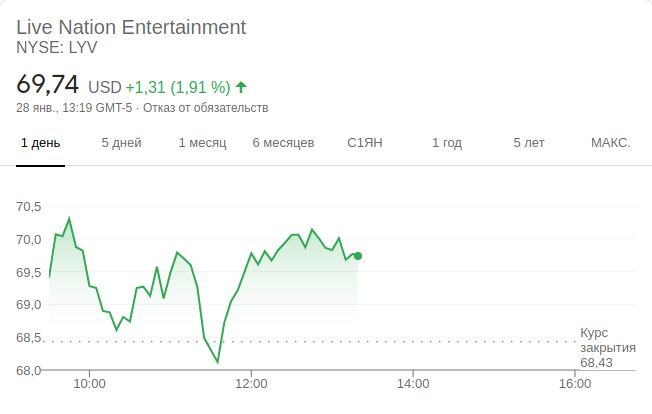 Live Nation Entertainment
NYSE: LYV
69,74 USD +1,31 (1,91 %)
28 янв., 13:19 GMT-5 · Отказ от обязательств
1 день 5 дней 1 месяц 6 месяцев С1ЯН 1 год 5 лет МАКС.
70,5
70,0
69,5
69,0
68,5
68,0
Курс
закрытия
68,43
10:00 12:00 14:00 16:00